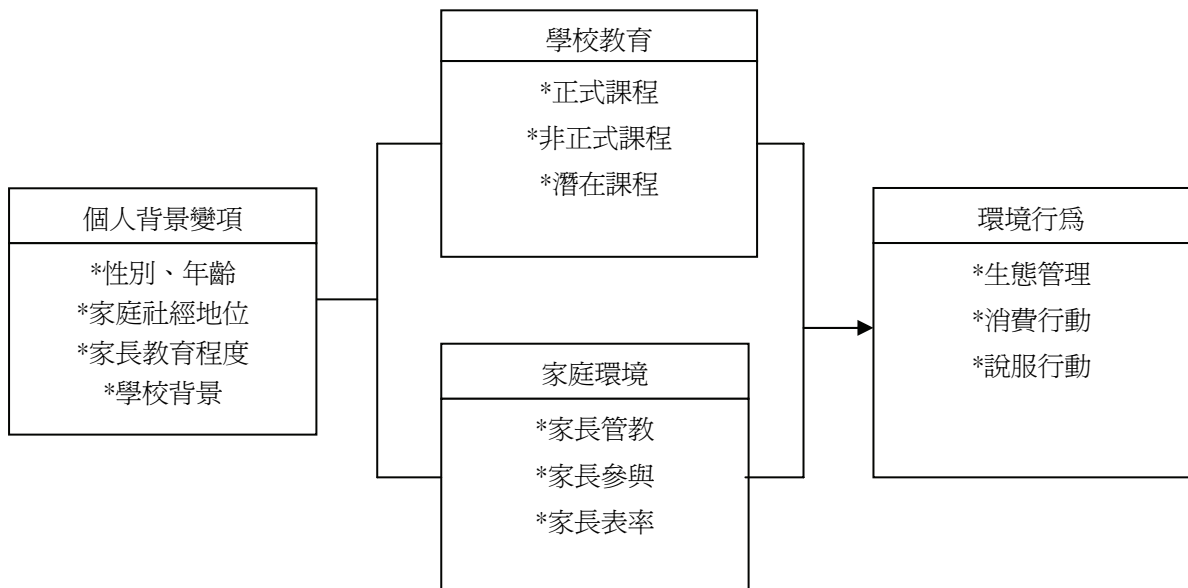 學校教育
*正式課程
*非正式課程
*潛在課程
個人背景變項
*性別、年齡
*家庭社經地位
*家長教育程度
*學校背景
家庭環境
*家長管教
*家長參與
*家長表率
環境行為
*生態管理
*消費行動
*說服行動